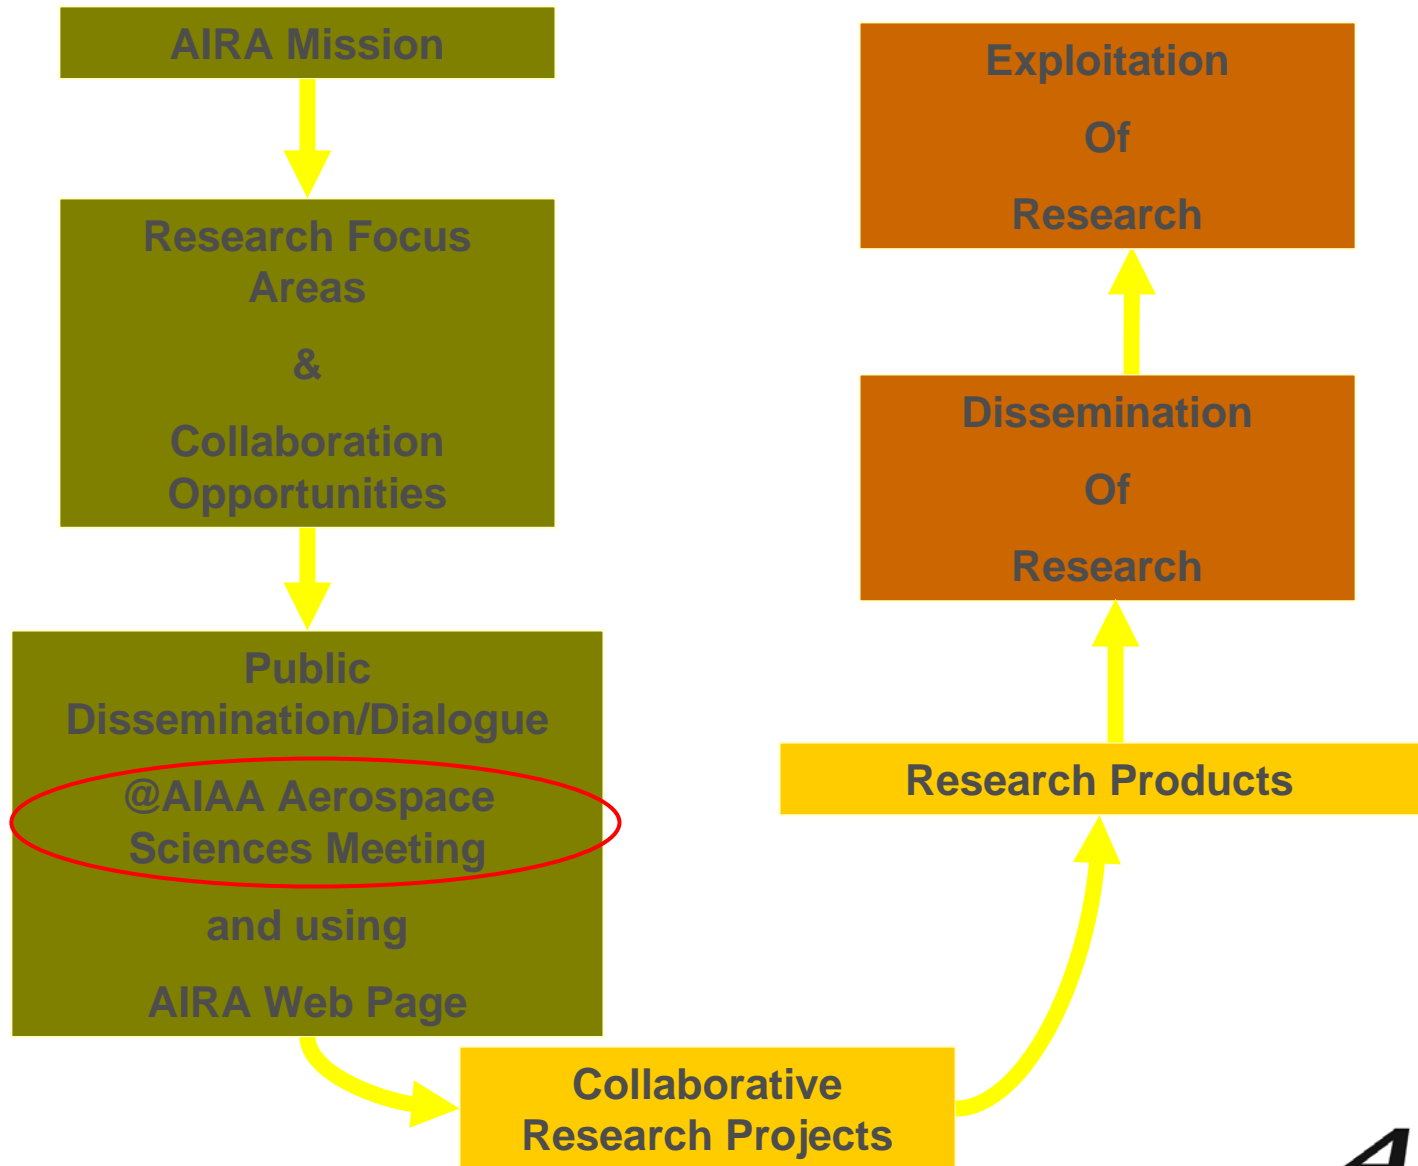 AIRA Mission
Research Focus
Areas
&
Collaboration
Opportunities
Public
Dissemination/Dialogue
@AIAA Aerospace
Sciences Meeting
and using
AIRA Web Page
Collaborative
Research Projects
Research Products
Dissemination
Of
Research
Exploitation
Of
Research